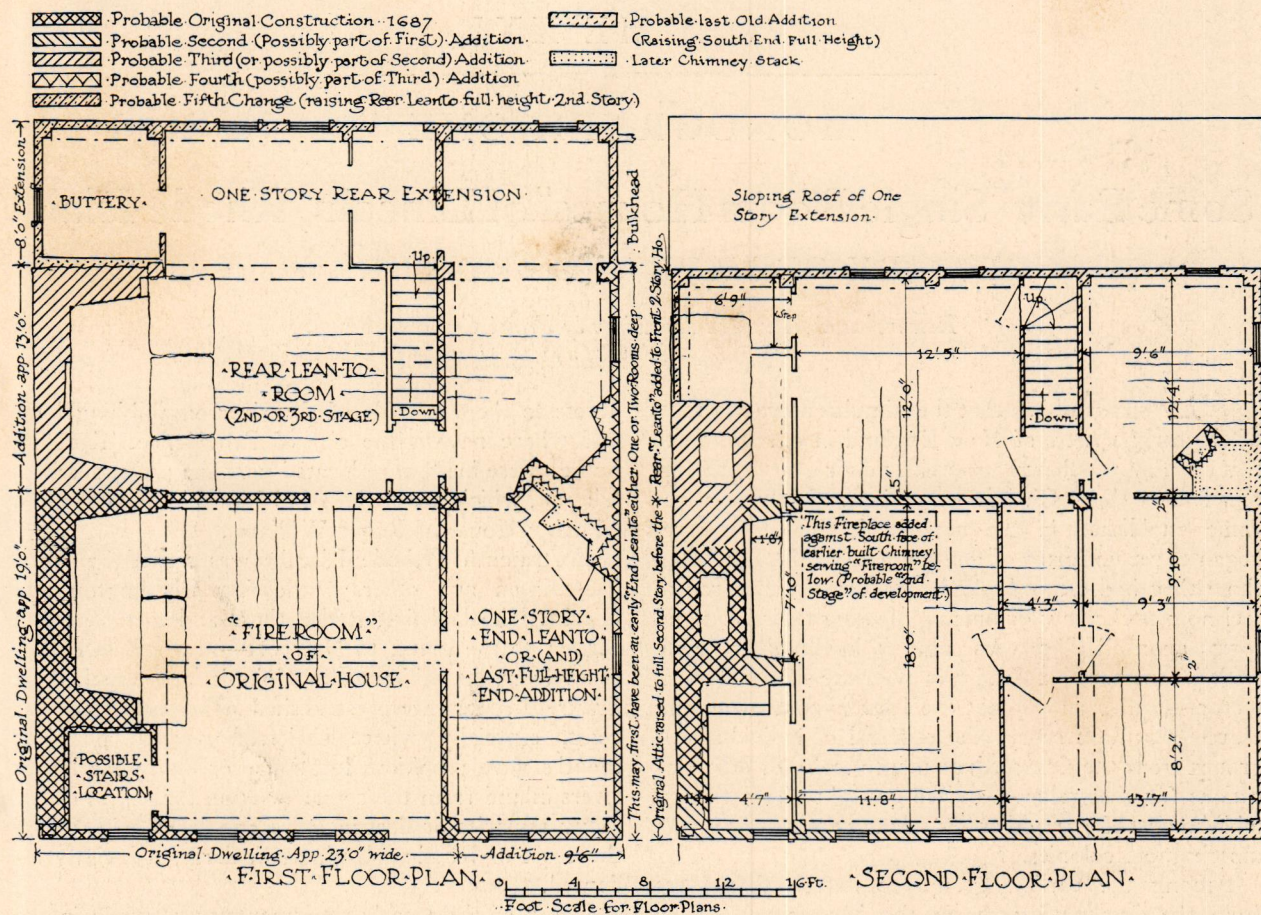 Probable Original Construction 1687
Probable Second (Possibly part of First) Addition.
Probable Third (or possibly part of Second) Addition
Probable Fourth (possibly part of Third) Addition
Probable Fifth Change (raising Rear Leanto full height 2nd Story)
Probable last Old Addition
(Raising South End Full Height)
Later Chimney Stack
8'.0" Extension
Addition app 13'.0"
Original Dwelling app. 19'.0"
BUTTERY
ONE STORY REAR EXTENSION
Up
REAR LEAN-TO
ROOM
(2ND OR 3RD STAGE)
Down
"FIREROOM"
OF
ORIGINAL HOUSE
ONE STORY
END LEANTO
OR (AND)
LAST FULL HEIGHT
END ADDITION
POSSIBLE
STAIRS
LOCATION
Original Dwelling App. 23'.0" wide
Addition 9'.6"
FIRST FLOOR PLAN
Bulkhead
This may first have been an early "End Leanto" either One or Two Rooms deep
Original Attic raised to full Second Story before the "Rear Leanto" added to Front 2 Story Ho.
Sloping Roof of One
Story Extension
6'9"
Step
12'.5"
12'.6"
.5"
Up
Down
9'.6"
12'.4"
This Fireplace added
against South face of
earlier built Chimney
serving "Fireroom" be-
low (Probable "2nd
Stage" of development.)
1'.6"
7'.10"
18'.0"
4'.3"
2"
9'.10"
9'.3"
2"
8'.2"
4'.7"
11'.8"
13'.7"
SECOND FLOOR PLAN
0 4 8 12 16 Ft.
Foot Scale for Floor Plans.